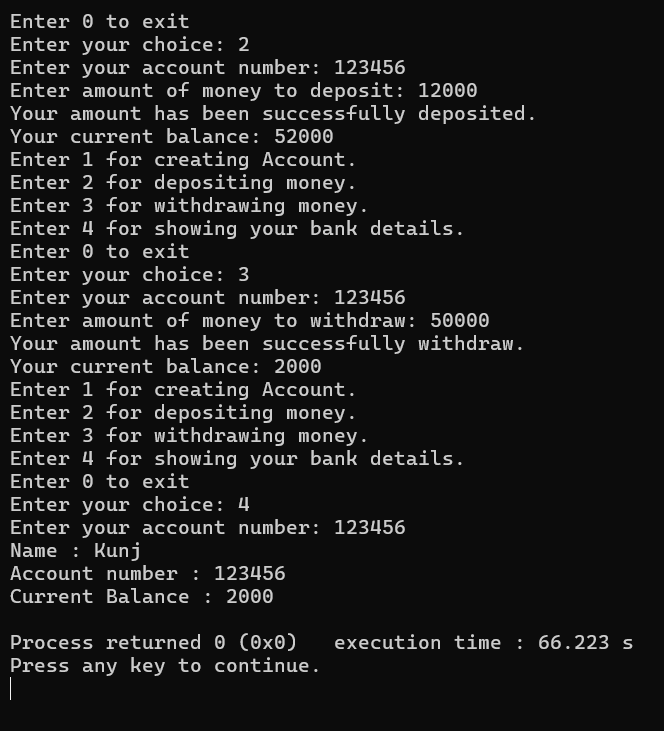 Enter 0 to exit
Enter your choice: 2
Enter your account number: 123456
Enter amount of money to deposit: 12000
Your amount has been successfully deposited.
Your current balance: 52000
Enter 1 for creating Account.
Enter 2 for depositing money.
Enter 3 for withdrawing money.
Enter 4 for showing your bank details.
Enter 0 to exit
Enter your choice: 3
Enter your account number: 123456
Enter amount of money to withdraw: 50000
Your amount has been successfully withdraw.
Your current balance: 2000
Enter 1 for creating Account.
Enter 2 for depositing money.
Enter 3 for withdrawing money.
Enter 4 for showing your bank details.
Enter 0 to exit
Enter your choice: 4
Enter your account number: 123456
Name : Kunj
Account number : 123456
Current Balance : 2000

Process returned 0 (0x0)   execution time : 66.223 s
Press any key to continue.